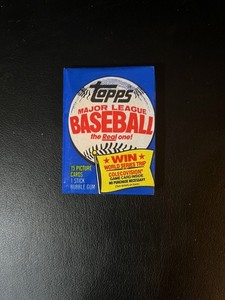 topps
MAJOR LEAGUE
BASEBALL
the Real one!
★ WIN ★
WORLD SERIES TRIP
COLECOVISION
GAME CARD INSIDE
NO PURCHASE NECESSARY
15 PICTURE
CARDS
1 STICK
BUBBLE GUM